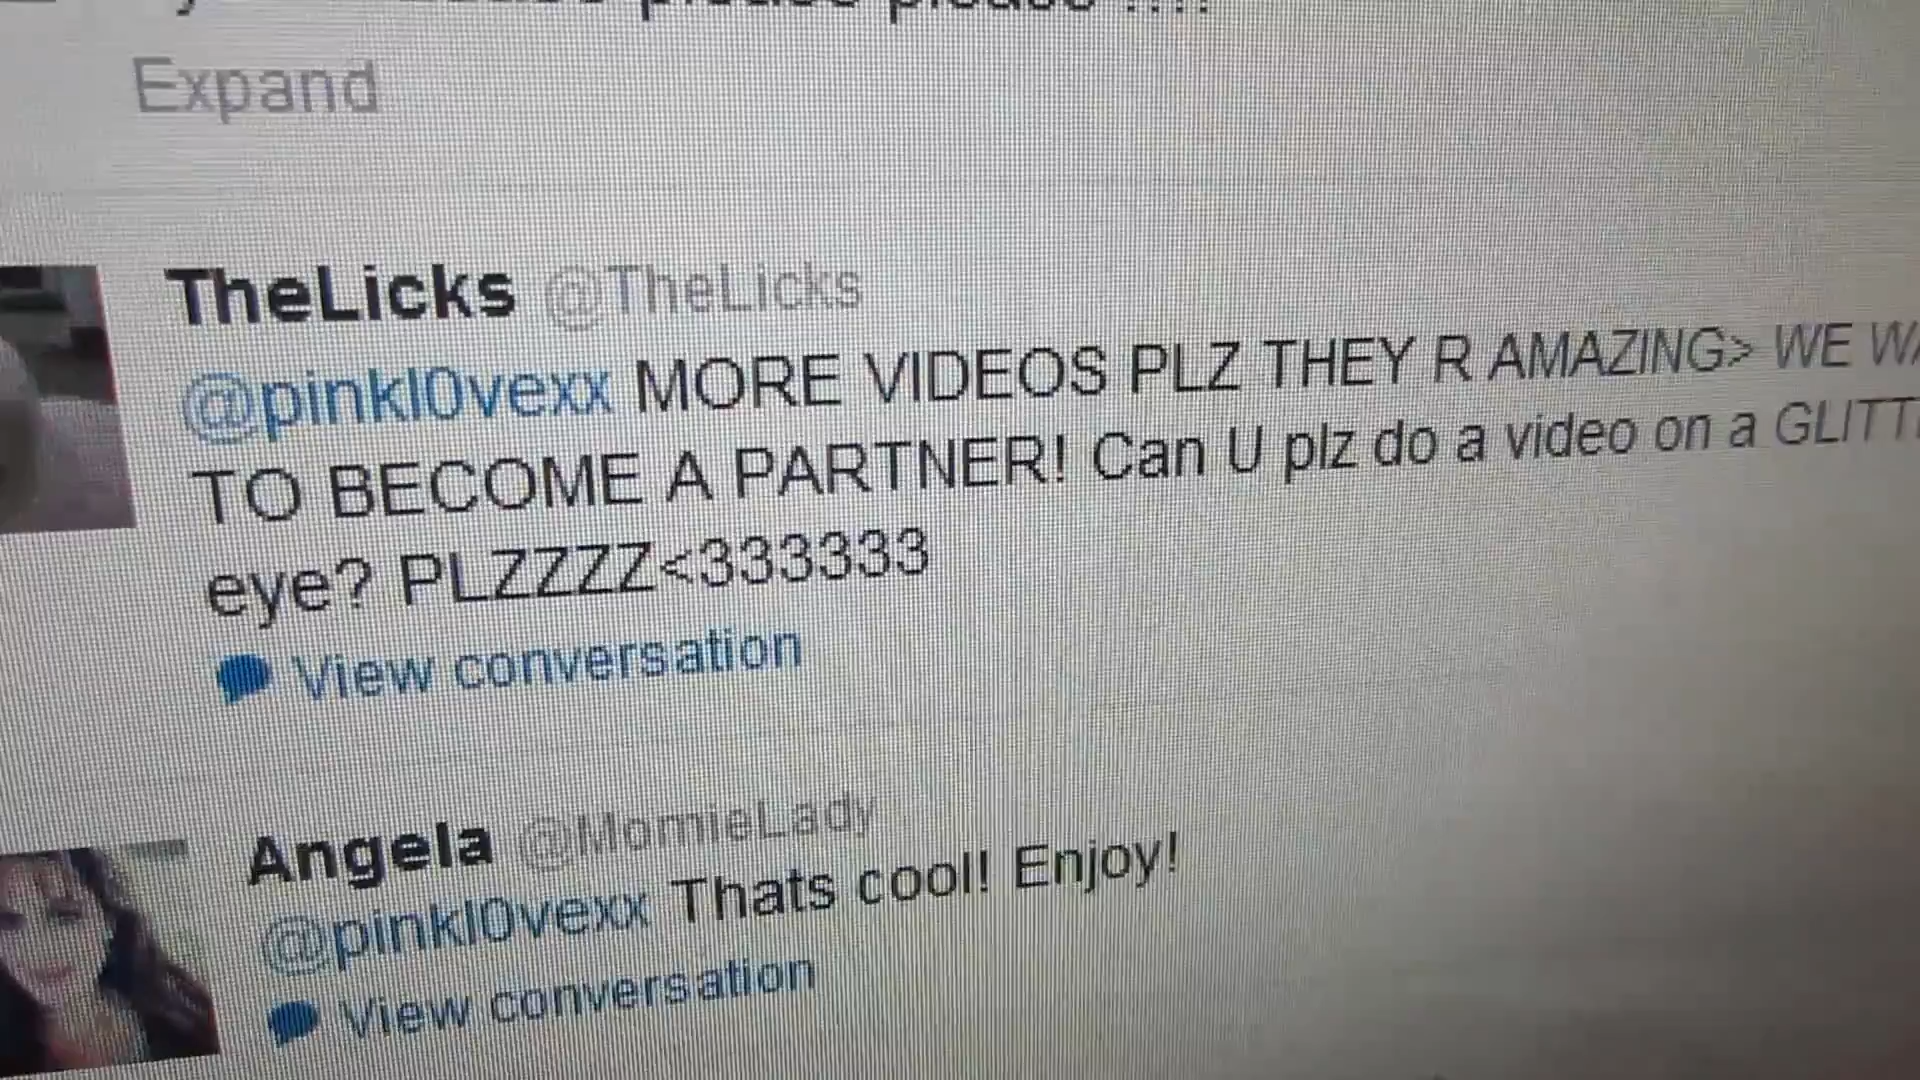 Expand
TheLicks @TheLicks
@pinkl0vexx MORE VIDEOS PLZ THEY R AMAZING> WE
TO BECOME A PARTNER! Can U plz do a video on a
eye? PLZZZZ<333333
View conversation
Angela @MomieLady
@pinkl0vexx Thats cool! Enjoy!
View conversation